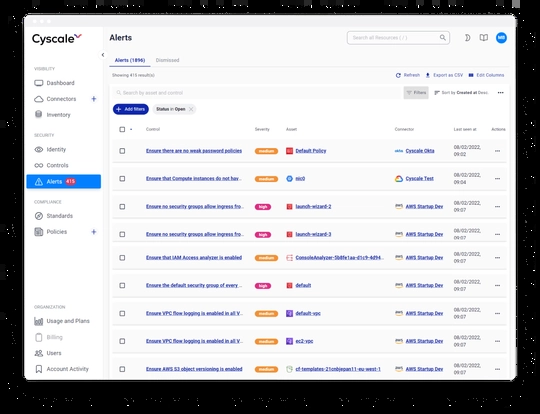 Cyscale
Alerts
Search all Resources ( / )
MB
Alerts (1896)
Dismissed
VISIBILITY
Showing 415 result(s)
Refresh
Export as CSV
Edit Columns
Dashboard
Connectors
Search by asset and control
Filters
Sort by Created at Desc
Inventory
Add filters
Status in Open
SECURITY
Control
Severity
Asset
Connector
Last seen at
Actions
Identity
Ensure there are no weak password policies
medium
Default Policy
okta
Cyscale Okta
08/02/2022,
09:02
Controls
Alerts
415
Ensure that Compute instances do not hav...
medium
nic0
Cyscale Test
08/02/2022,
09:04
COMPLIANCE
Standards
Ensure no security groups allow ingress fro...
high
launch-wizard-2
AWS Startup Dev
08/02/2022,
09:07
Policies
Ensure no security groups allow ingress fro...
high
launch-wizard-3
AWS Startup Dev
08/02/2022,
09:07
Ensure that IAM Access analyzer is enabled
medium
ConsoleAnalyzer-5b8fe1aa-d1c9-4d94...
AWS Startup Dev
08/02/2022,
09:07
Ensure the default security group of every ...
high
default
AWS Startup Dev
08/02/2022,
09:07
ORGANIZATION
Ensure VPC flow logging is enabled in all V...
medium
default-vpc
AWS Startup Dev
08/02/2022,
09:07
Usage and Plans
Billing
Ensure VPC flow logging is enabled in all V...
medium
ec2-vpc
AWS Startup Dev
08/02/2022,
09:07
Users
Account Activity
Ensure AWS S3 object versioning is enabled
medium
cf-templates-21cnbjepan11-eu-west-1
AWS Startup Dev
08/02/2022,
09:07